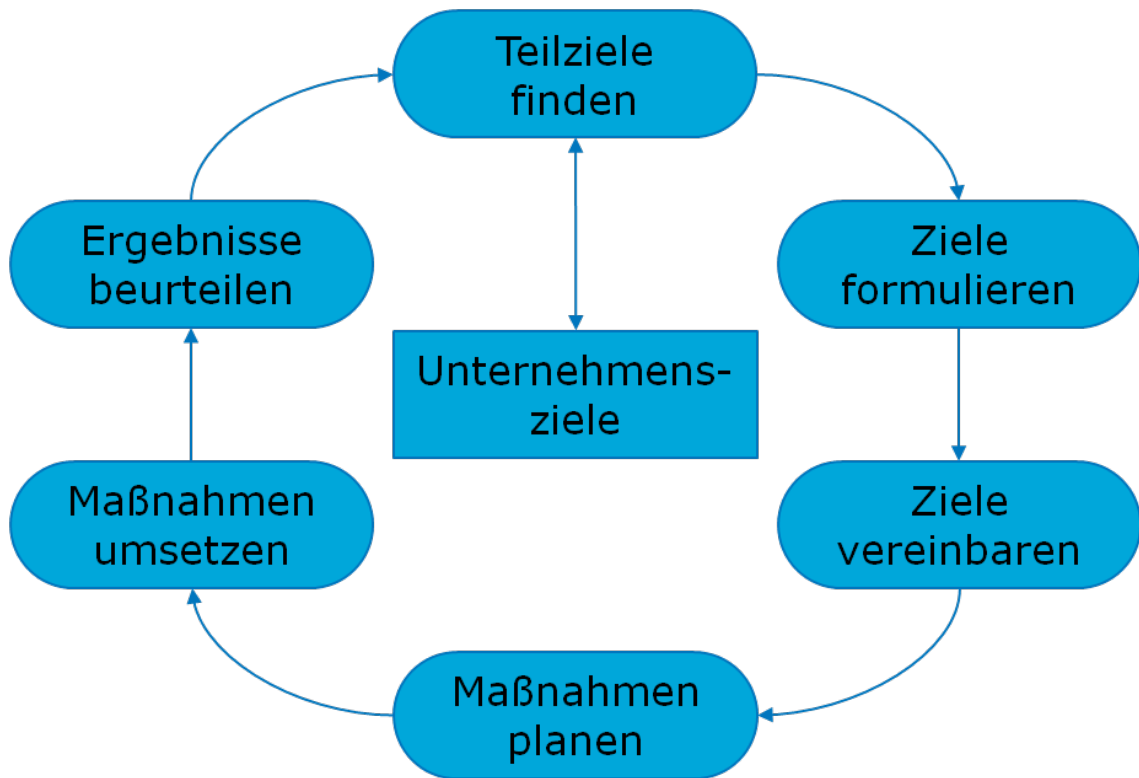 Teilziele
finden
Ziele
formulieren
Ziele
vereinbaren
Maßnahmen
planen
Maßnahmen
umsetzen
Ergebnisse
beurteilen
Unternehmens-
ziele